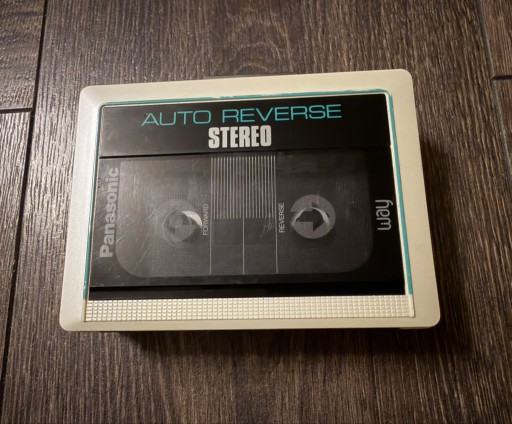 AUTO REVERSE
STEREO
Panasonic
FORWARD
REVERSE
way